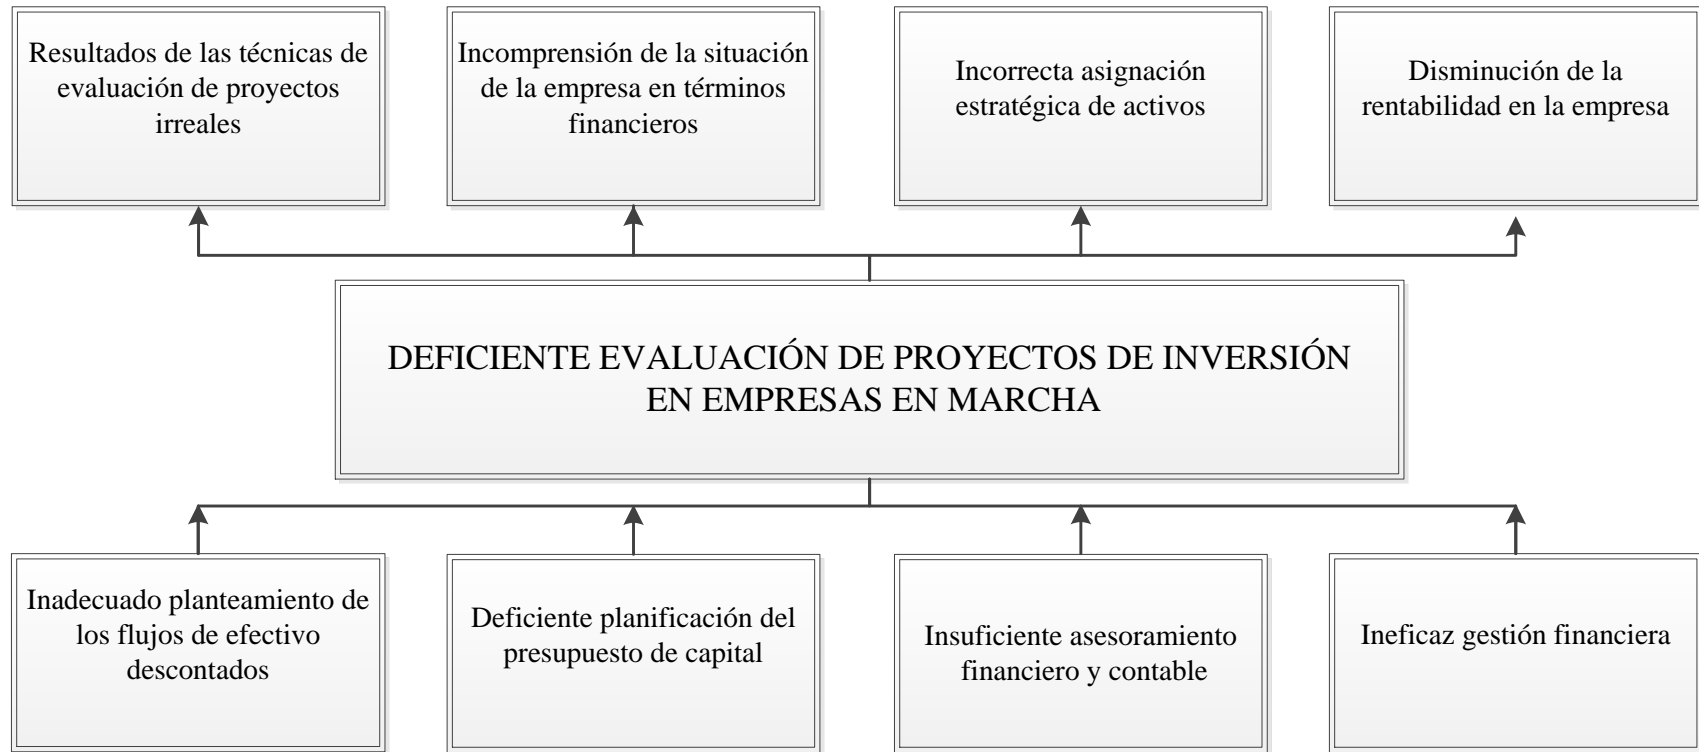 Resultados de las técnicas de
evaluación de proyectos
irreales
Incomprensión de la situación
de la empresa en términos
financieros
Incorrecta asignación
estratégica de activos
Disminución de la
rentabilidad en la empresa
DEFICIENTE EVALUACIÓN DE PROYECTOS DE INVERSIÓN
EN EMPRESAS EN MARCHA
Inadecuado planteamiento de
los flujos de efectivo
descontados
Deficiente planificación del
presupuesto de capital
Insuficiente asesoramiento
financiero y contable
Ineficaz gestión financiera